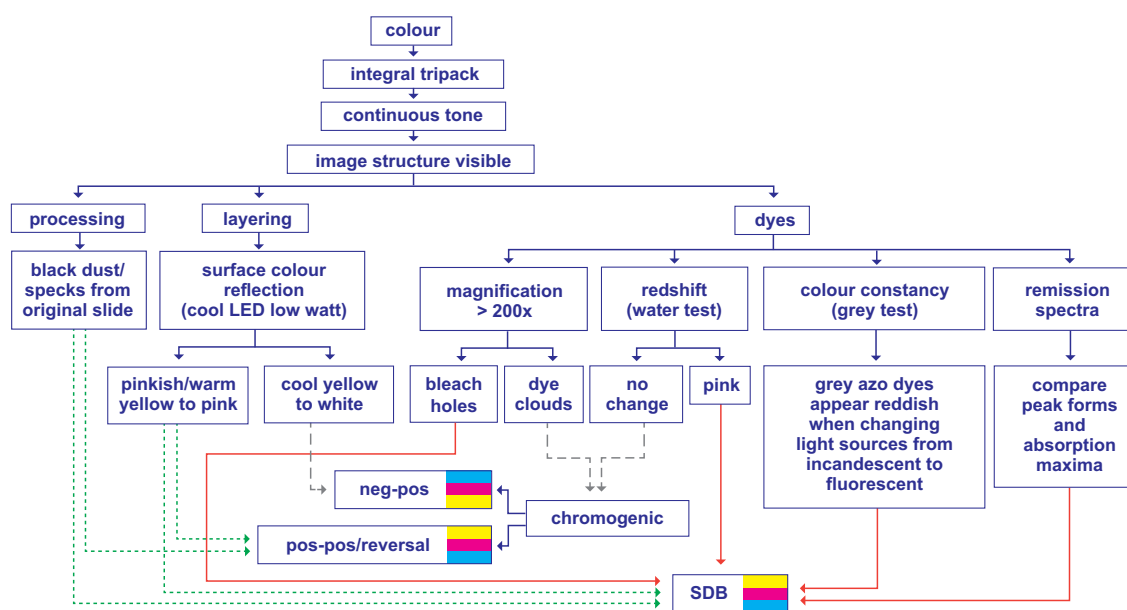 colour
integral tripack
continuous tone
image structure visible
processing
layering
dyes
black dust/
specks from
original slide
surface colour
reflection
(cool LED low watt)
magnification
> 200x
redshift
(water test)
colour constancy
(grey test)
remission
spectra
pinkish/warm
yellow to pink
cool yellow
to white
bleach
holes
dye
clouds
no
change
pink
grey azo dyes
appear reddish
when changing
light sources from
incandescent to
fluorescent
compare
peak forms
and
absorption
maxima
neg-pos
chromogenic
pos-pos/reversal
SDB